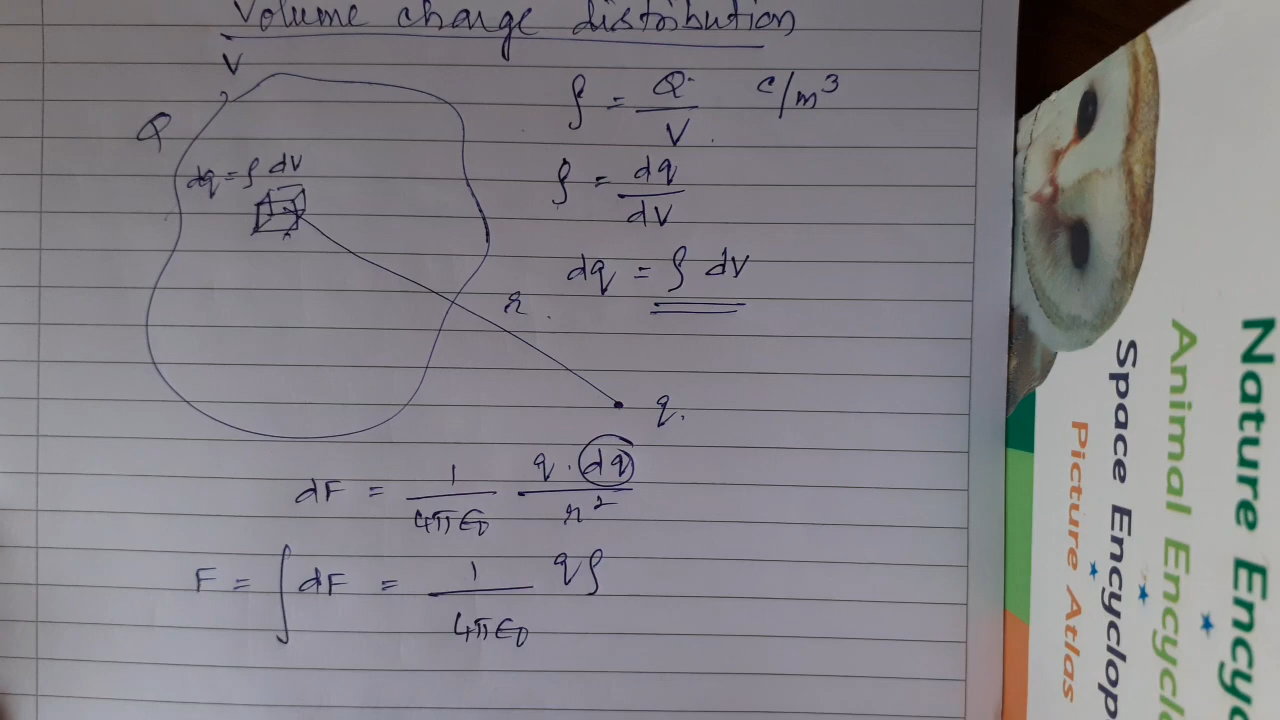 Volume charge distribution
V
Q
ρ = Q/V C/m³
dq = ρ dV
ρ = dq/dV
dq = ρ dV
r.
q.
dF = 1/4πε₀ q.dq/r²
F = ∫ dF = 1/4πε₀ qρ
Nature Ency
Animal Encycl
Space Encyclop
Picture Atlas